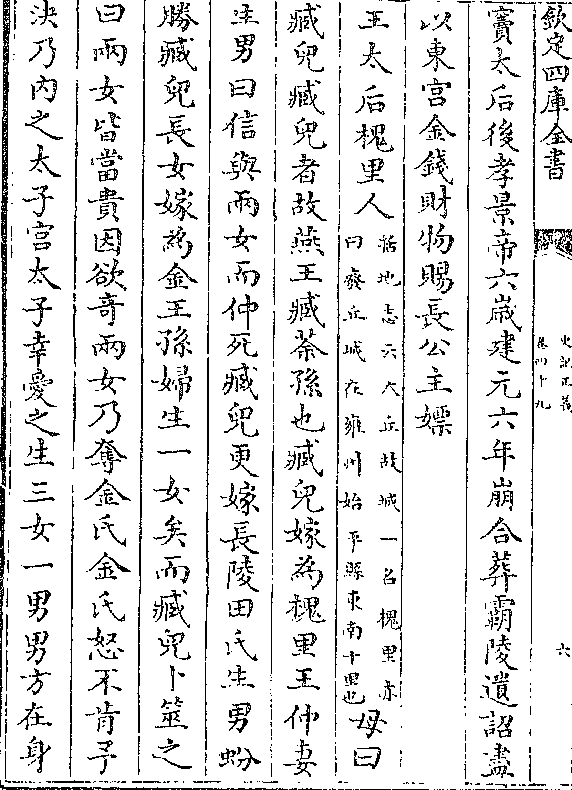 欽定四庫全書
史記正義
卷四十九
六
竇太后後孝景帝六嵗建元六年崩合葬霸陵遺詔盡
以東宫金錢財物賜長公主嫖
王太后槐里人括地志云犬丘故城一名槐里亦曰廢丘城在雍州始平縣東南十里也母曰
臧兒臧兒者故燕王臧荼孫也臧兒嫁為槐里王仲妻
生男曰信與兩女而仲死臧兒更嫁長陵田氏生男蚡
勝臧兒長女嫁為金王孫婦生一女矣而臧兒卜筮之
曰兩女皆當貴因欲奇兩女乃奪金氏金氏怒不肯予
決乃内之太子宫太子幸愛之生三女一男男方在身